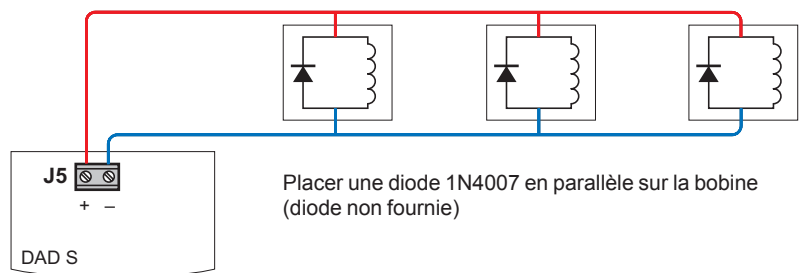 J5
+ –
Placer une diode 1N4007 en parallèle sur la bobine
(diode non fournie)
DAD S